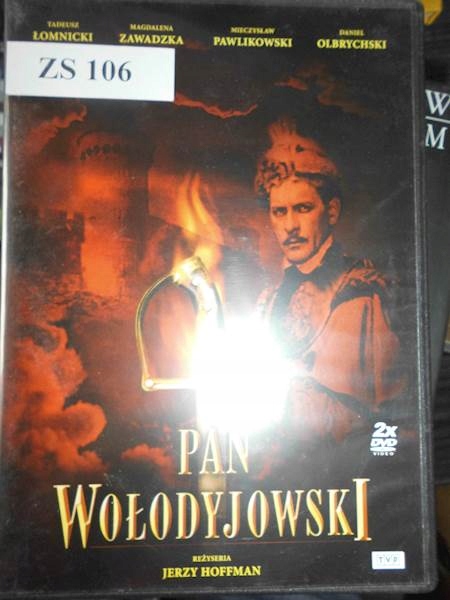 TADEUSZ
ŁOMNICKI
MAGDALENA
ZAWADZKA
MIECZYSŁAW
PAWLIKOWSKI
DANIEL
OLBRYCHSKI
ZS 106
W
M
2x
DVD
VIDEO
PAN
WOŁODYJOWSKI
REŻYSERIA
JERZY HOFFMAN
TVP